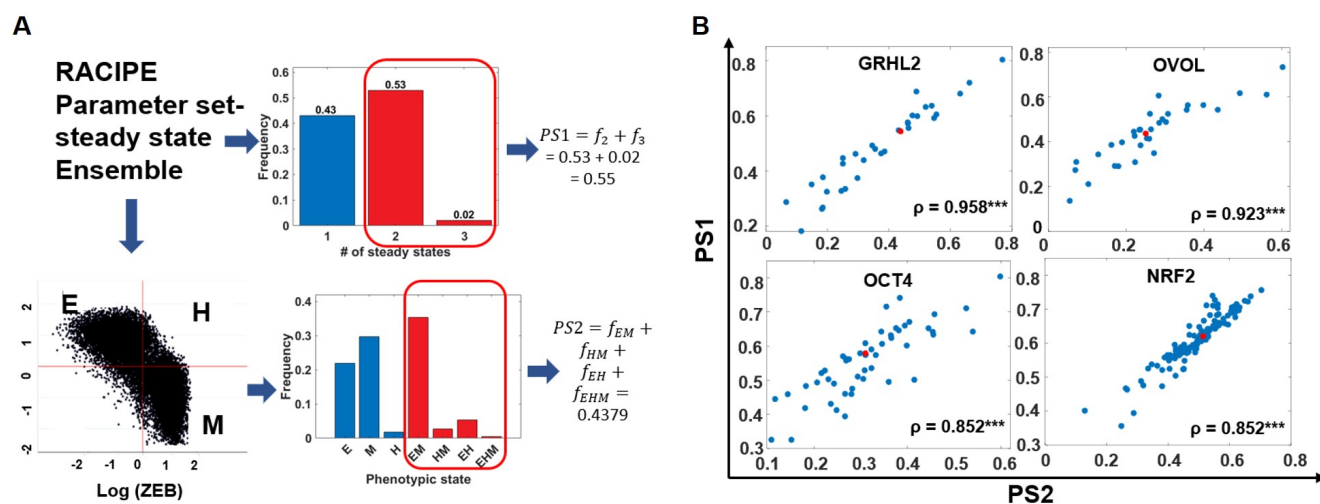 A
RACIPE
Parameter set-
steady state
Ensemble
Frequency
0.6
0.5
0.4
0.3
0.2
0.1
0
0.43
0.53
0.02
1 2 3
# of steady states
PS1 = f2 + f3
= 0.53 + 0.02
= 0.55
2
1
0
-1
-2
E
H
M
-2 -1 0 1 2
Log (ZEB)
Frequency
0.4
0.3
0.2
0.1
0
E M H EM HM EH EHM
Phenotypic state
PS2 = fEM +
fHM +
fEH +
fEHM =
0.4379
B
PS1
GRHL2
0.8
0.6
0.4
0.2
0 0.2 0.4 0.6 0.8
ρ = 0.958***
OVOL
0.8
0.6
0.4
0.2
0
0 0.2 0.4 0.6
ρ = 0.923***
OCT4
0.8
0.7
0.6
0.5
0.4
0.3
0.1 0.2 0.3 0.4 0.5 0.6
ρ = 0.852***
NRF2
0.8
0.7
0.6
0.5
0.4
0.3
0 0.2 0.4 0.6 0.8
ρ = 0.852***
PS2